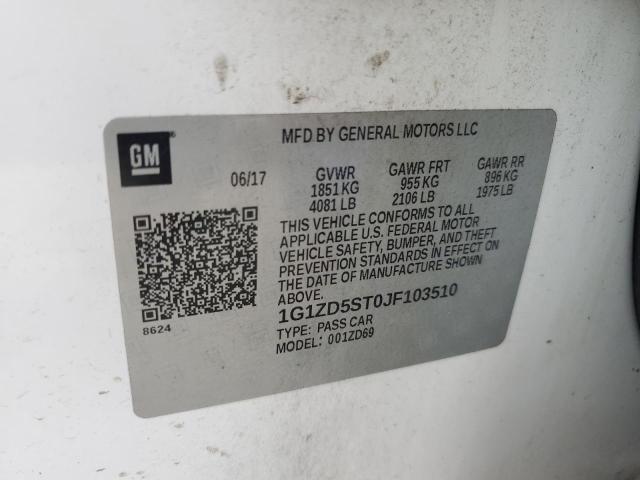 GM
®
MFD BY GENERAL MOTORS LLC
06/17 GVWR GAWR FRT GAWR RR
1851 KG 955 KG 896 KG
4081 LB 2106 LB 1975 LB
THIS VEHICLE CONFORMS TO ALL
APPLICABLE U.S. FEDERAL MOTOR
VEHICLE SAFETY, BUMPER, AND THEFT
PREVENTION STANDARDS IN EFFECT ON
THE DATE OF MANUFACTURE SHOWN
ABOVE.
1G1ZD5ST0JF103510
TYPE: PASS CAR
MODEL: 001ZD69
8624